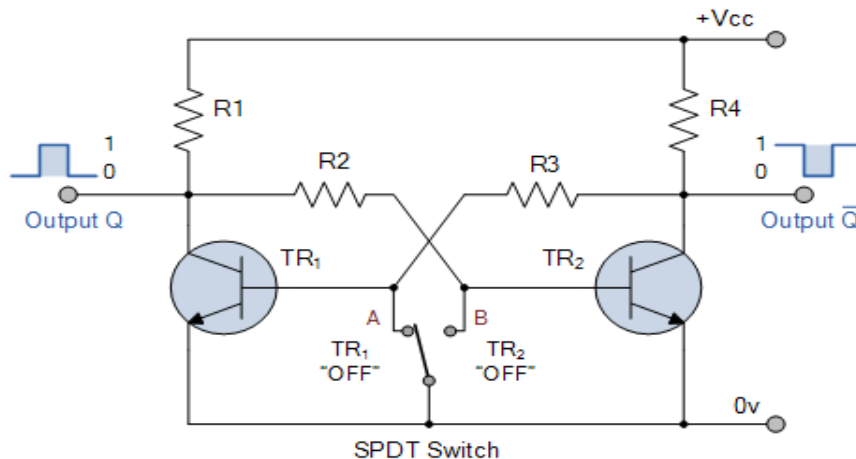 +Vcc
R1
R4
1
0
R2
R3
1
0
Output Q
Output Q̅
TR₁
TR₂
A
B
TR₁
"OFF"
TR₂
"OFF"
0v
SPDT Switch